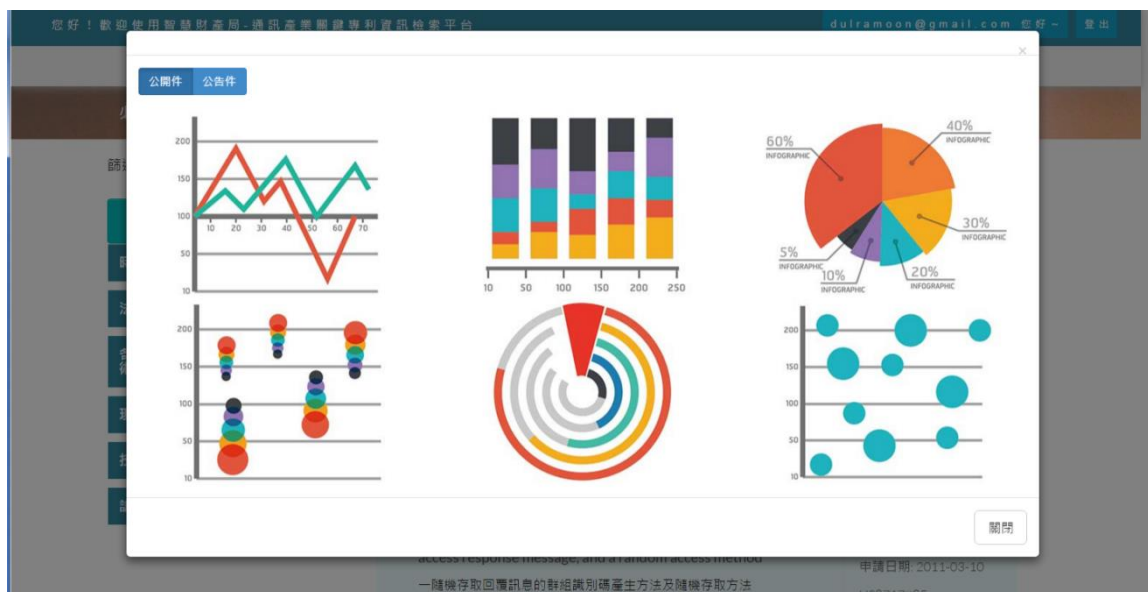 您好！歡迎使用智慧財產局-通訊產業關鍵專利資訊檢索平台
dulramoon@gmail.com 您好~ 登出
×
公開件 公告件
200
150
100
50
10
10 20 30 40 50 60 70
10 50 100 150 200 250
60%
INFOGRAPHIC
40%
INFOGRAPHIC
30%
INFOGRAPHIC
20%
INFOGRAPHIC
10%
INFOGRAPHIC
5%
INFOGRAPHIC
200
150
100
50
10
200
150
100
50
10
關閉
access response message, and a random access method
一隨機存取回覆訊息的群組識別碼產生方法及隨機存取方法
申請日期: 2011-03-10